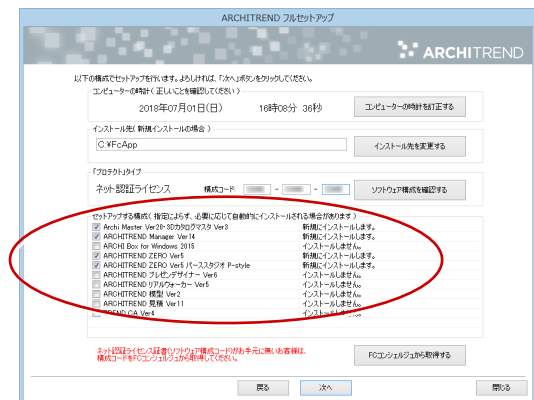 ARCHITREND フルセットアップ
ARCHITREND
以下の構成でセットアップを行います。よろしければ、「次へ」ボタンをクリックしてください。
コンピューターの時計( 正しいことを確認してください )
2018年07月01日(日) 16時08分 36秒
コンピューターの時計を訂正する
インストール先( 新規インストールの場合 )
C:¥FcApp
インストール先を変更する
「プロテクト」タイプ
ネット認証ライセンス 構成コード - -
ソフトウェア構成を確認する
セットアップする構成( 指定によらず、必要に応じて自動的にインストールされる場合があります )
Archi Master Ver20・3Dカタログマスタ Ver3 新規にインストールします。
ARCHITREND Manager Ver14 新規にインストールします。
ARCHI Box for Windows 2015 インストールしません。
ARCHITREND ZERO Ver5 新規にインストールします。
ARCHITREND ZERO Ver5 パーススタジオ P-style 新規にインストールします。
ARCHITREND プレゼンデザイナー Ver6 インストールしません。
ARCHITREND リアルウォーカー Ver5 インストールしません。
ARCHITREND 模型 Ver2 インストールしません。
ARCHITREND 見積 Ver11 インストールしません。
TREND CA Ver4 インストールしません。
ネット認証ライセンス証書(ソフトウェア構成コード)がお手元に無いお客様は、
構成コードをFCコンシェルジュから取得してください。
FCコンシェルジュから取得する
戻る 次へ 閉じる